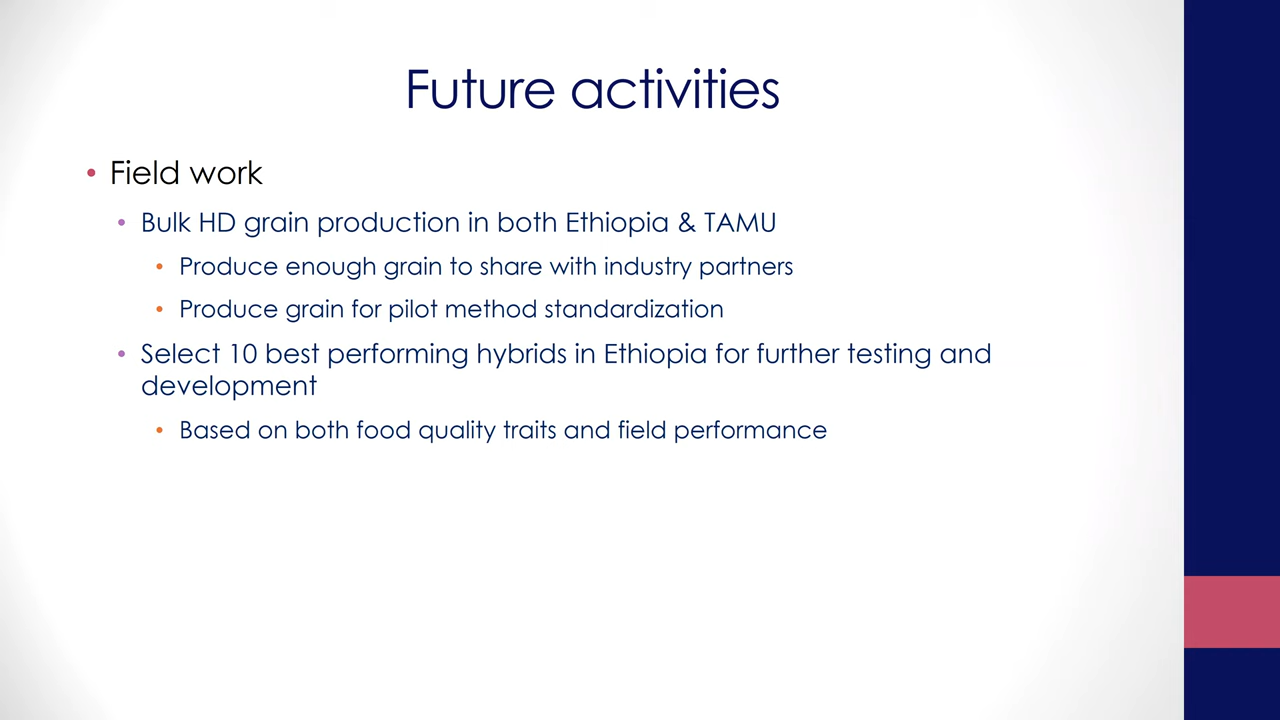 Future activities
• Field work
• Bulk HD grain production in both Ethiopia & TAMU
• Produce enough grain to share with industry partners
• Produce grain for pilot method standardization
• Select 10 best performing hybrids in Ethiopia for further testing and
development
• Based on both food quality traits and field performance